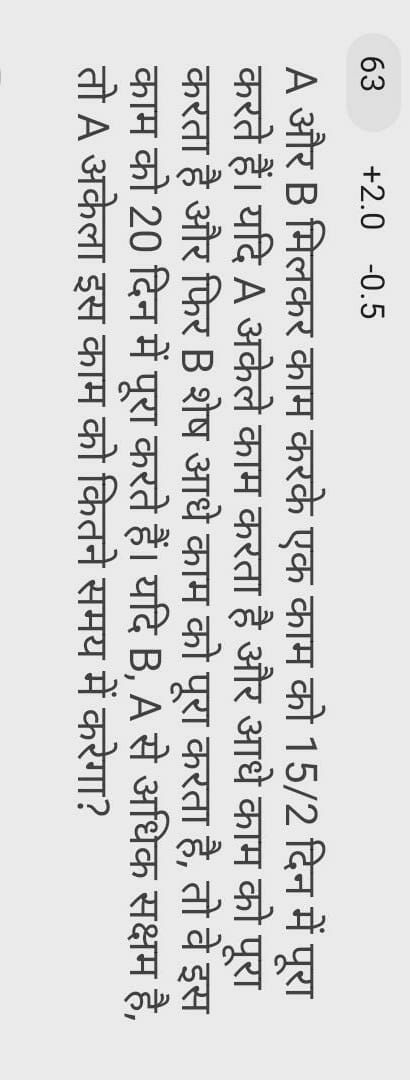 63 +2.0 -0.5
A और B मिलकर काम करके एक काम को 15/2 दिन में पूरा
करते हैं। यदि A अकेले काम करता है और आधे काम को पूरा
करता है और फिर B शेष आधे काम को पूरा करता है, तो वे इस
काम को 20 दिन में पूरा करते हैं। यदि B, A से अधिक सक्षम है,
तो A अकेला इस काम को कितने समय में करेगा?